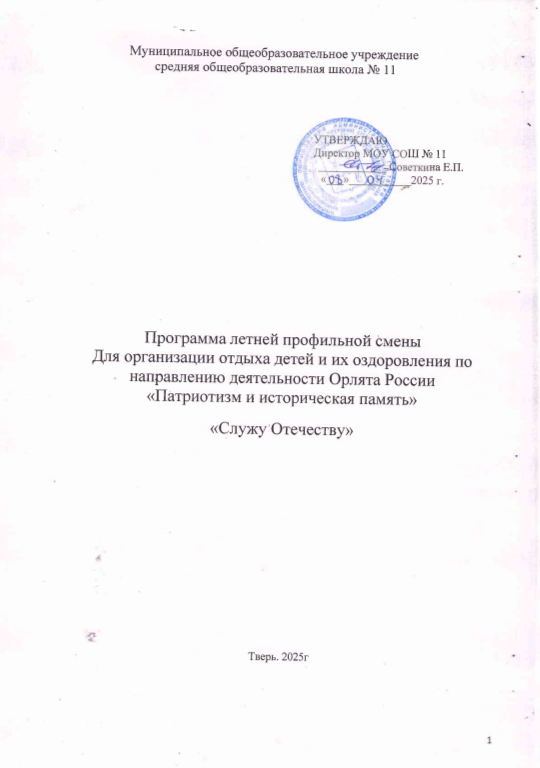 Муниципальное общеобразовательное учреждение
средняя общеобразовательная школа № 11
УТВЕРЖДАЮ
Директор МОУ СОШ № 11
Советкина Е.П.
«08» 04 2025 г.
Программа летней профильной смены
Для организации отдыха детей и их оздоровления по
направлению деятельности Орлята России
«Патриотизм и историческая память»
«Служу Отечеству»
Тверь. 2025г
1